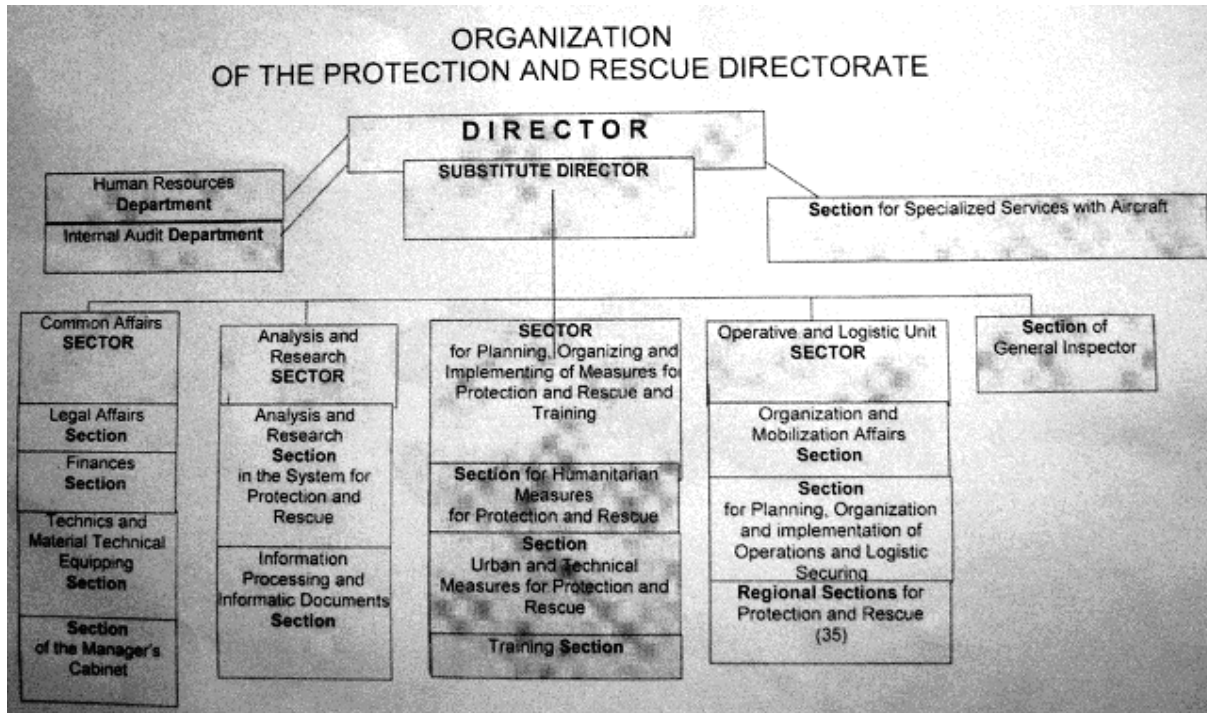 ORGANIZATION
OF THE PROTECTION AND RESCUE DIRECTORATE
DIRECTOR
SUBSTITUTE DIRECTOR
Human Resources
Department
Internal Audit Department
Section for Specialized Services with Aircraft
Common Affairs
SECTOR
Legal Affairs
Section
Finances
Section
Technics and
Material Technical
Equipping
Section
Section
of the Manager's
Cabinet
Analysis and
Research
SECTOR
Analysis and
Research
Section
in the System for
Protection and
Rescue
Information
Processing and
Informatic Documents
Section
SECTOR
for Planning, Organizing and
Implementing of Measures for
Protection and Rescue and
Training
Section for Humanitarian
Measures
for Protection and Rescue
Section
Urban and Technical
Measures for Protection and
Rescue
Training Section
Operative and Logistic Unit
SECTOR
Organization and
Mobilization Affairs
Section
Section
for Planning, Organization
and implementation of
Operations and Logistic
Securing
Regional Sections for
Protection and Rescue
(35)
Section of
General Inspector